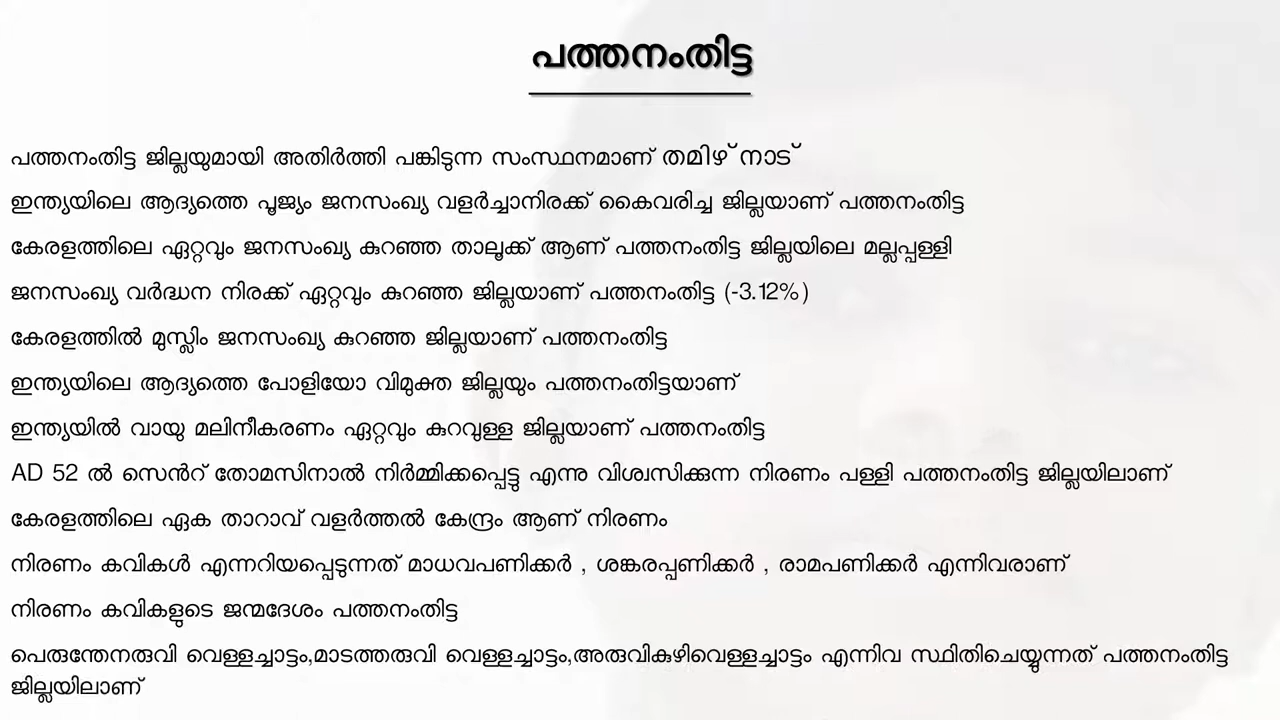 പത്തനംതിട്ട
പത്തനംതിട്ട ജില്ലയുമായി അതിർത്തി പങ്കിടുന്ന സംസ്ഥനമാണ് തമിഴ് നാട്
ഇന്ത്യയിലെ ആദ്യത്തെ പൂജ്യം ജനസംഖ്യ വളർച്ചാനിരക്ക് കൈവരിച്ച ജില്ലയാണ് പത്തനംതിട്ട
കേരളത്തിലെ ഏറ്റവും ജനസംഖ്യ കുറഞ്ഞ താലൂക്ക് ആണ് പത്തനംതിട്ട ജില്ലയിലെ മല്ലപ്പള്ളി
ജനസംഖ്യ വർദ്ധന നിരക്ക് ഏറ്റവും കുറഞ്ഞ ജില്ലയാണ് പത്തനംതിട്ട (-3.12%)
കേരളത്തിൽ മുസ്ലിം ജനസംഖ്യ കുറഞ്ഞ ജില്ലയാണ് പത്തനംതിട്ട
ഇന്ത്യയിലെ ആദ്യത്തെ പോളിയോ വിമുക്ത ജില്ലയും പത്തനംതിട്ടയാണ്
ഇന്ത്യയിൽ വായു മലിനീകരണം ഏറ്റവും കുറവുള്ള ജില്ലയാണ് പത്തനംതിട്ട
AD 52 ൽ സെൻറ് തോമസിനാൽ നിർമ്മിക്കപ്പെട്ടു എന്നു വിശ്വസിക്കുന്ന നിരണം പള്ളി പത്തനംതിട്ട ജില്ലയിലാണ്
കേരളത്തിലെ ഏക താറാവ് വളർത്തൽ കേന്ദ്രം ആണ് നിരണം
നിരണം കവികൾ എന്നറിയപ്പെടുന്നത് മാധവപണിക്കർ , ശങ്കരപ്പണിക്കർ , രാമപണിക്കർ എന്നിവരാണ്
നിരണം കവികളുടെ ജന്മദേശം പത്തനംതിട്ട
പെരുന്തേനരുവി വെള്ളച്ചാട്ടം,മാടത്തരുവി വെള്ളച്ചാട്ടം,അരുവികുഴിവെള്ളച്ചാട്ടം എന്നിവ സ്ഥിതിചെയ്യുന്നത് പത്തനംതിട്ട
ജില്ലയിലാണ്